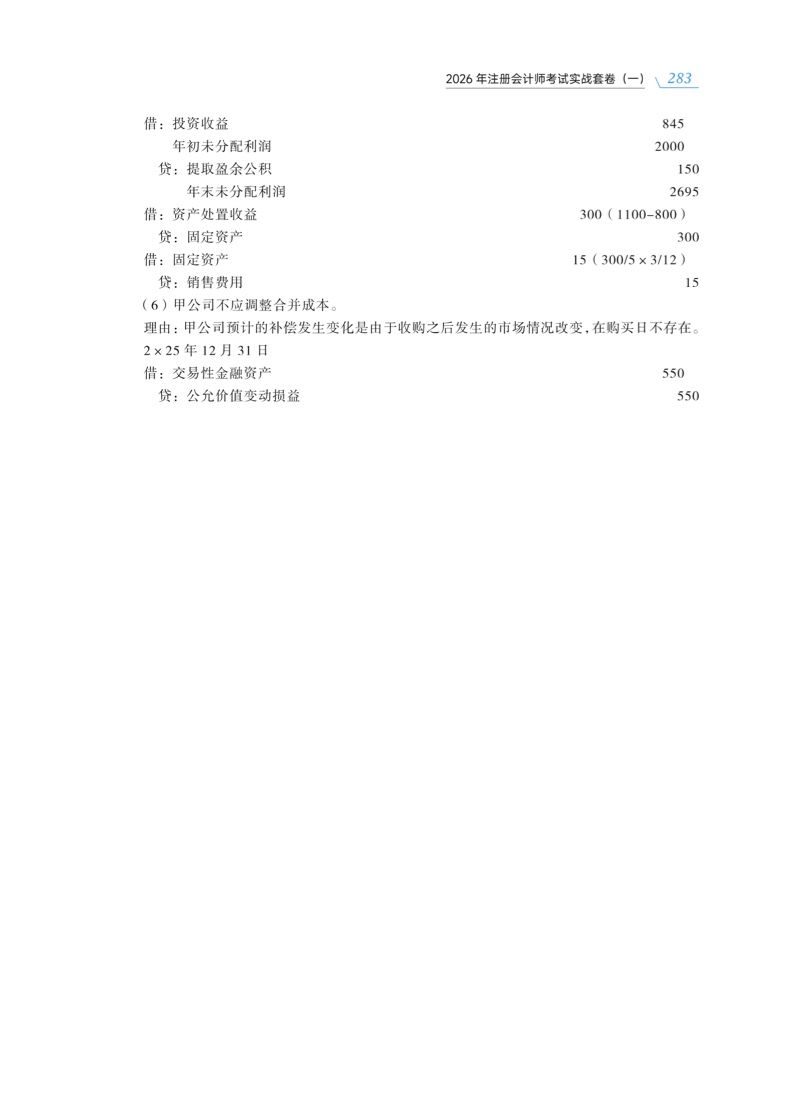 2026 年注册会计师考试实战套卷（一） 283
借：投资收益 845
年初未分配利润 2000
贷：提取盈余公积 150
年末未分配利润 2695
借：资产处置收益 300（1100–800）
贷：固定资产 300
借：固定资产 15（300/5 × 3/12）
贷：销售费用 15
（6）甲公司不应调整合并成本。
理由：甲公司预计的补偿发生变化是由于收购之后发生的市场情况改变，在购买日不存在。
2 × 25 年 12 月 31 日
借：交易性金融资产 550
贷：公允价值变动损益 550